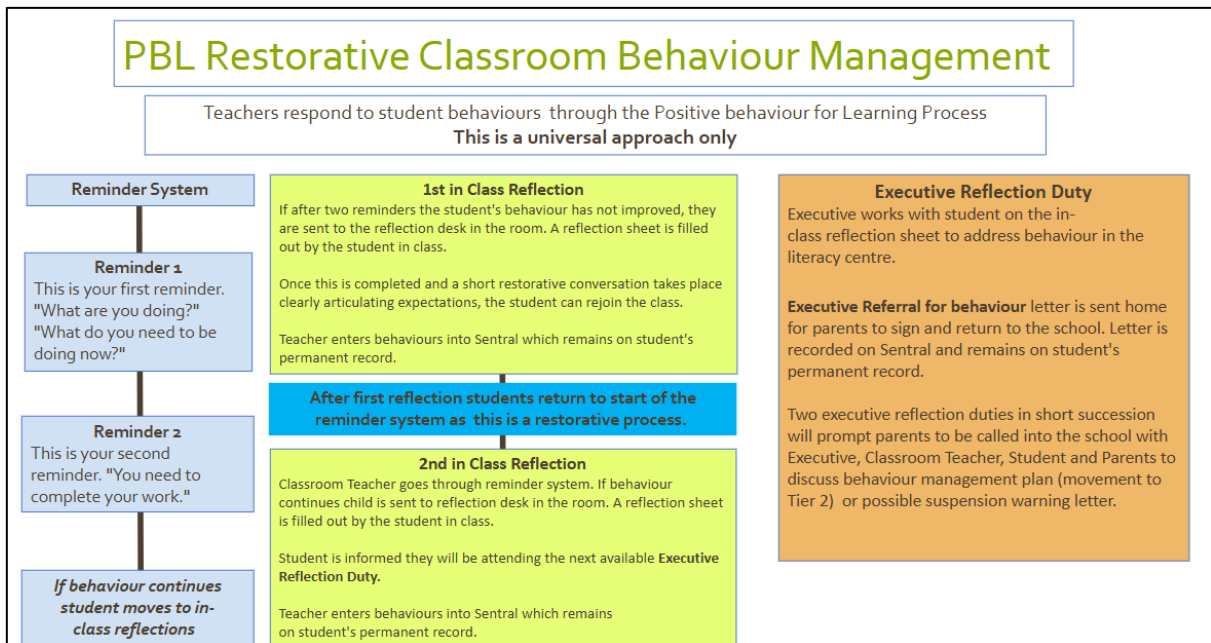 PBL Restorative Classroom Behaviour Management
Teachers respond to student behaviours  through the Positive behaviour for Learning Process
This is a universal approach only
Reminder System
Reminder 1
This is your first reminder.
"What are you doing?"
"What do you need to be
doing now?"
Reminder 2
This is your second
reminder. "You need to
complete your work."
If behaviour continues
student moves to in-
class reflections
1st in Class Reflection
If after two reminders the student's behaviour has not improved, they
are sent to the reflection desk in the room. A reflection sheet is filled
out by the student in class.
Once this is completed and a short restorative conversation takes place
clearly articulating expectations, the student can rejoin the class.
Teacher enters behaviours into Sentral which remains on student's
permanent record.
After first reflection students return to start of the
reminder system as  this is a restorative process.
2nd in Class Reflection
Classroom Teacher goes through reminder system. If behaviour
continues child is sent to reflection desk in the room. A reflection sheet
is filled out by the student in class.
Student is informed they will be attending the next available Executive
Reflection Duty.
Teacher enters behaviours into Sentral which remains
on student's permanent record.
Executive Reflection Duty
Executive works with student on the in-
class reflection sheet to address behaviour in the
literacy centre.
Executive Referral for behaviour letter is sent home
for parents to sign and return to the school. Letter is
recorded on Sentral and remains on student's
permanent record.
Two executive reflection duties in short succession
will prompt parents to be called into the school with
Executive, Classroom Teacher, Student and Parents to
discuss behaviour management plan (movement to
Tier 2)  or possible suspension warning letter.